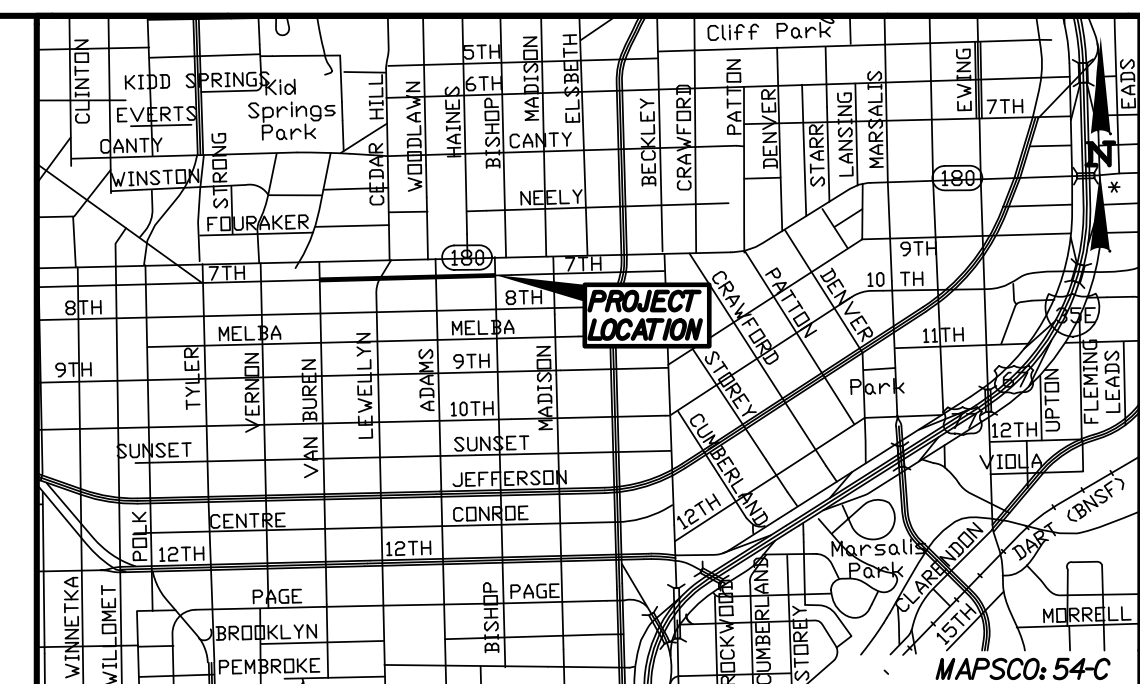 CLINTON
KIDD SPRINGS
EVERTS
CANTY
WINSTON
STRONG
FOURAKER
Kid
Springs
Park
CEDAR HILL
WOODLAWN
HAINES
5TH
6TH
BISHOP
MADISON
ELSBETH
CANTY
NEELY
BECKLEY
CRAWFORD
Cliff Park
PATTON
DENVER
STARR
LANSING
MARSALIS
EWING
7TH
EADS
N
*
180
180
7TH
7TH
8TH
8TH
PROJECT
LOCATION
CRAWFORD
PATTON
DENVER
9TH
10 TH
35E
MELBA
MELBA
9TH
9TH
TYLER
VERNON
VAN BUREN
LEWELLYN
ADAMS
10TH
MADISON
STOREY
CUMBERLAND
Park
11TH
67
77
UPTON
FLEMING
LEADS
12TH
VIOLA
SUNSET
SUNSET
JEFFERSON
CENTRE
CONROE
POLK
12TH
12TH
12TH
DART (BNSF)
CLARENDON
Marsalis
Park
WINNETKA
WILLOMET
PAGE
PAGE
BISHOP
BROOKLYN
PEMBROKE
ROCKWOOD
CUMBERLAND
STOREY
15TH
MORRELL
MAPSCO: 54-C